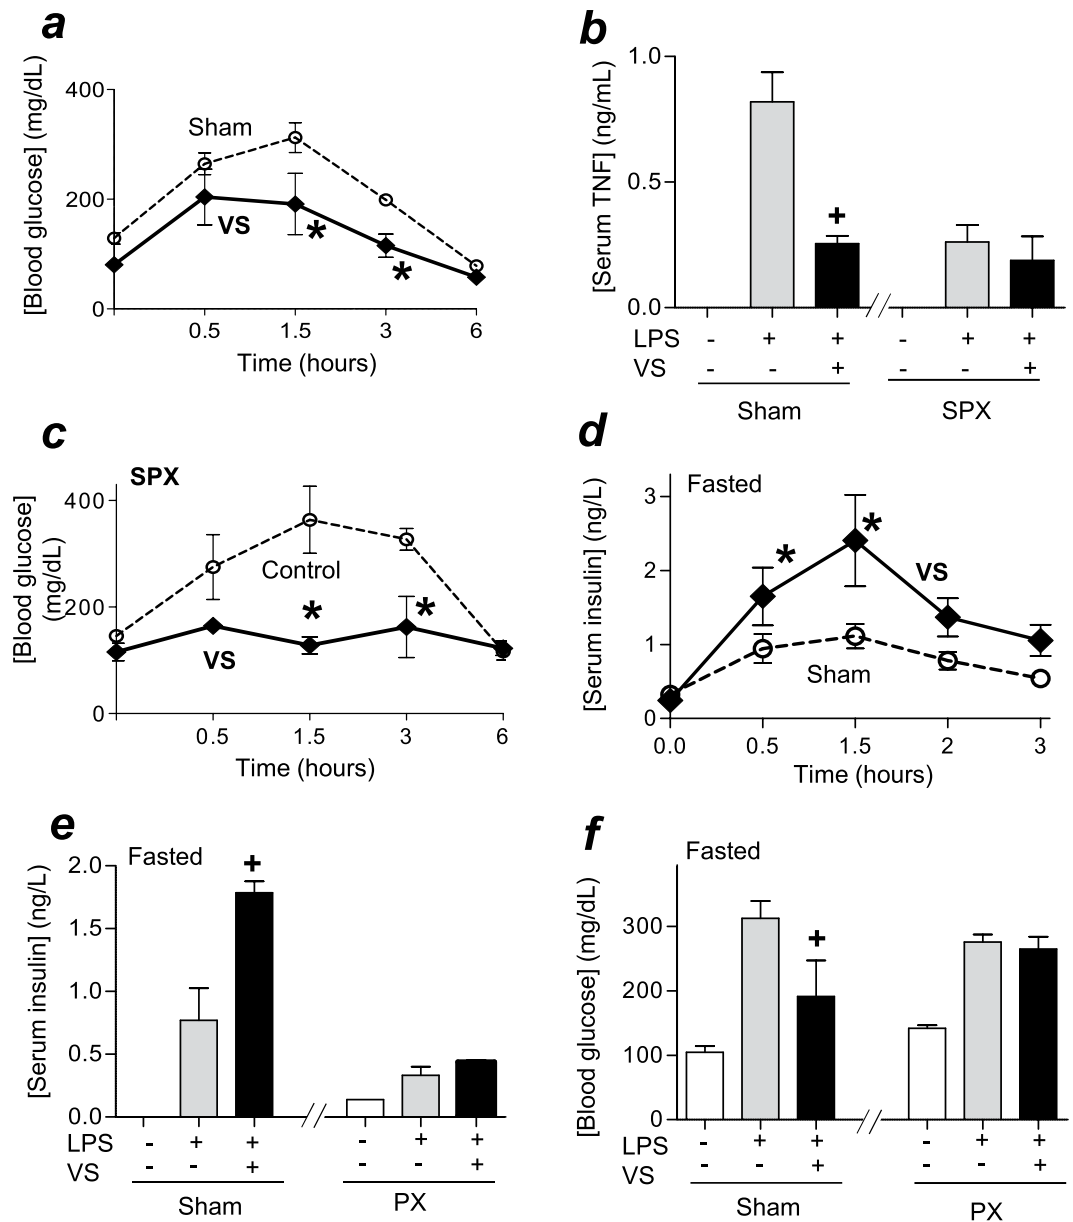 a
[Blood glucose] (mg/dL)
400
200
0
Sham
VS
*
*
0.5 1.5 3 6
Time (hours)
b
[Serum TNF] (ng/mL)
1.0
0.5
0.0
+
LPS - + + - + +
VS - - + - - +
Sham SPX
c
SPX
[Blood glucose]
(mg/dL)
400
200
0
Control
*
*
VS
0.5 1.5 3 6
Time (hours)
d
Fasted
[Serum insulin] (ng/L)
3
2
1
0
*
*
VS
Sham
0.0 0.5 1.5 2 3
Time (hours)
e
Fasted
[Serum insulin] (ng/L)
2.0
1.5
1.0
0.5
0.0
+
LPS - + + - + +
VS - - + - - +
Sham PX
f
Fasted
[Blood glucose] (mg/dL)
300
200
100
0
+
LPS - + + - + +
VS - - + - - +
Sham PX